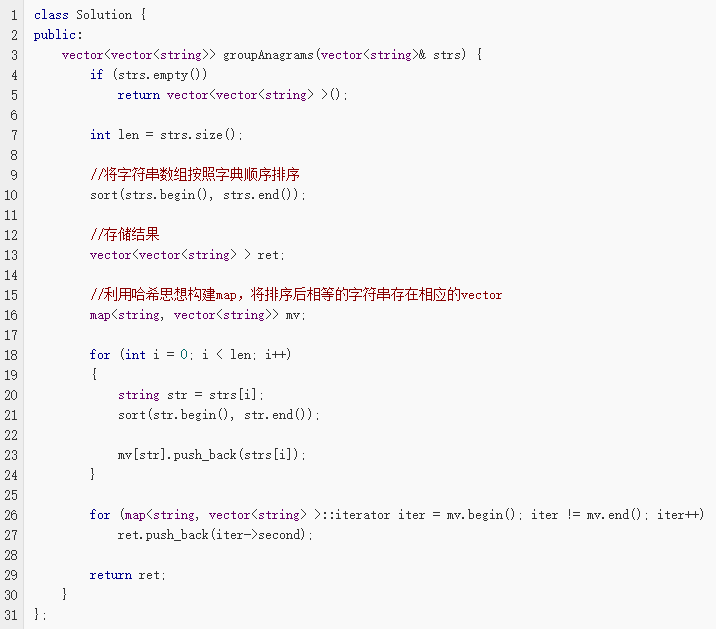 1 class Solution {
2 public:
3     vector<vector<string>> groupAnagrams(vector<string>& strs) {
4         if (strs.empty())
5             return vector<vector<string> >();
6
7         int len = strs.size();
8
9         //将字符串数组按照字典顺序排序
10         sort(strs.begin(), strs.end());
11
12         //存储结果
13         vector<vector<string> > ret;
14
15         //利用哈希思想构建map，将排序后相等的字符串存在相应的vector
16         map<string, vector<string>> mv;
17
18         for (int i = 0; i < len; i++)
19         {
20             string str = strs[i];
21             sort(str.begin(), str.end());
22
23             mv[str].push_back(strs[i]);
24         }
25
26         for (map<string, vector<string> >::iterator iter = mv.begin(); iter != mv.end(); iter++)
27             ret.push_back(iter->second);
28
29         return ret;
30     }
31 };